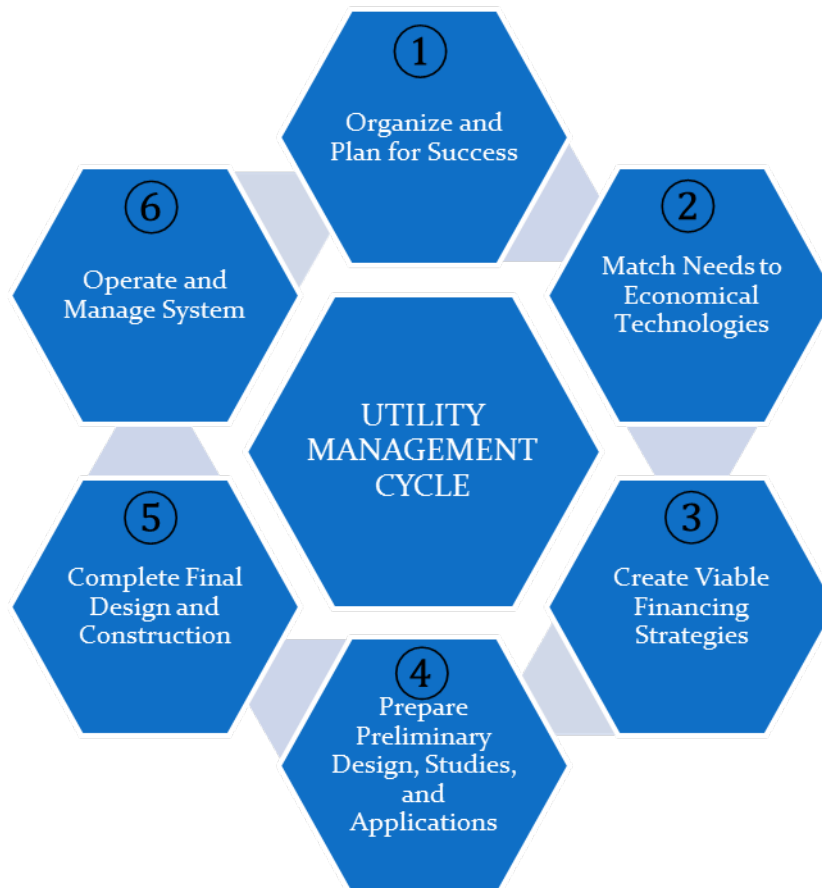 ①
Organize and
Plan for Success
②
Match Needs to
Economical
Technologies
③
Create Viable
Financing
Strategies
④
Prepare
Preliminary
Design, Studies,
and
Applications
⑤
Complete Final
Design and
Construction
⑥
Operate and
Manage System
UTILITY
MANAGEMENT
CYCLE